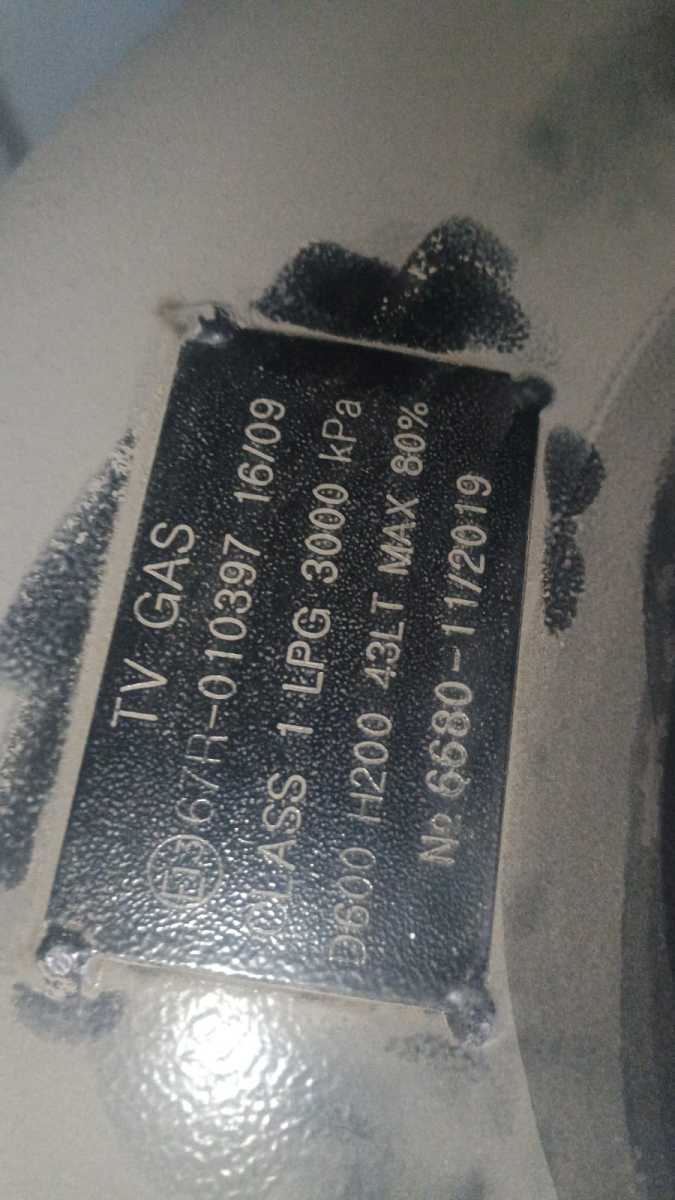 TV GAS
E3 67R-010397 16/09
CLASS 1 LPG 3000 kPa
D600 H200 43LT MAX 80%
№ 6680-11/2019